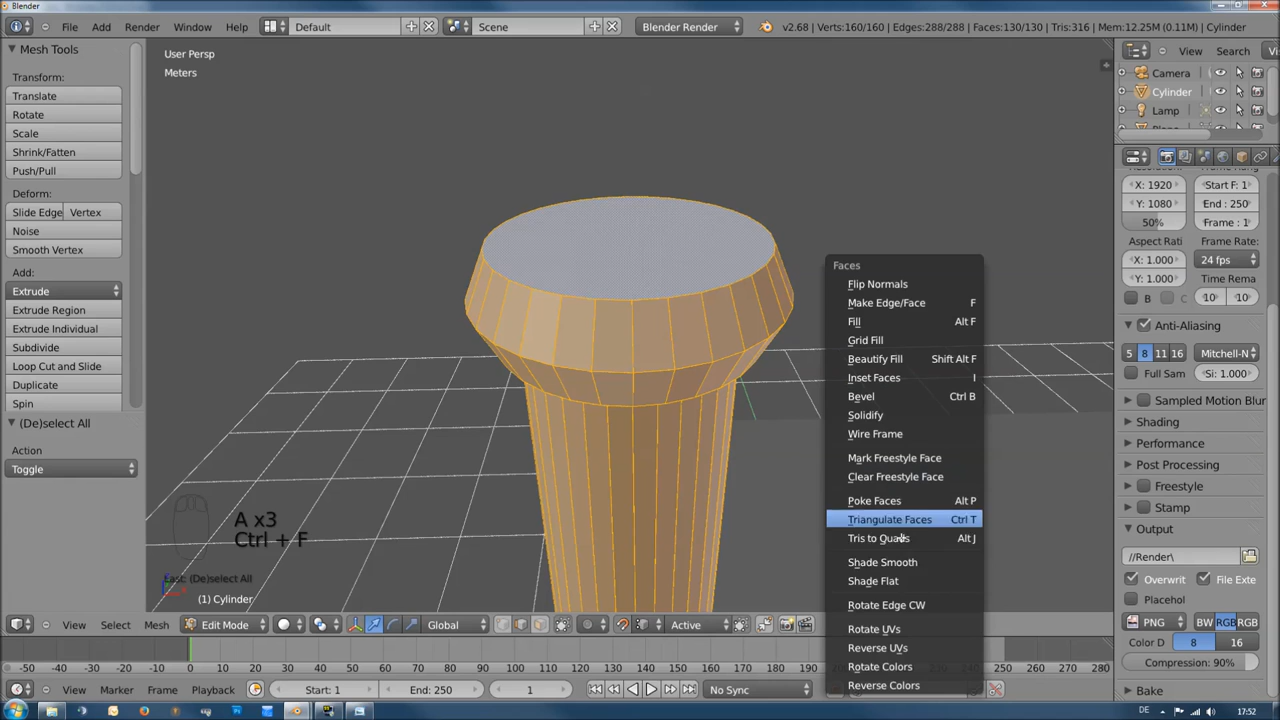 Blender
File Add Render Window Help Default Scene Blender Render v2.68 | Verts:160/160 | Edges:288/288 | Faces:130/130 | Tris:316 | Mem:12.25M (0.11M) | Cylinder
Mesh Tools
Transform:
Translate
Rotate
Scale
Shrink/Fatten
Push/Pull
Deform:
Slide Edge Vertex
Noise
Smooth Vertex
Add:
Extrude
Extrude Region
Extrude Individual
Subdivide
Loop Cut and Slide
Duplicate
Spin
(De)select All
Action
Toggle
User Persp
Meters
A x3
Ctrl + F
East: (De)select All
(1) Cylinder
Faces
Flip Normals
Make Edge/Face F
Fill Alt F
Grid Fill
Beautify Fill Shift Alt F
Inset Faces I
Bevel Ctrl B
Solidify
Wire Frame
Mark Freestyle Face
Clear Freestyle Face
Poke Faces Alt P
Triangulate Faces Ctrl T
Tris to Quads Alt J
Shade Smooth
Shade Flat
Rotate Edge CW
Rotate UVs
Reverse UVs
Rotate Colors
Reverse Colors
View Search
Camera
Cylinder
Lamp
X: 1920 Start F: 1
Y: 1080 End : 250
50% Frame : 1
Aspect Rati Frame Rate:
X: 1.000 24 fps
Y: 1.000 Time Rema
B C 10 10
Anti-Aliasing
5 8 11 16 Mitchell-N
Full Sam Si: 1.000
Sampled Motion Blur
Shading
Performance
Post Processing
Freestyle
Stamp
Output
//Render\
Overwrit File Exte
Placehol
PNG BW RGB RGB
Color D 8 16
Compression: 90%
Bake
View Select Mesh Edit Mode Global Active
-50 -40 -30 -20 -10 0 10 20 30 40 50 60 70 80 90 100 110 120 130 140 150 160 170 180 190 200 210 220 230 240 250 260 270 280
View Marker Frame Playback Start: 1 End: 250 1 No Sync
DE 17:52